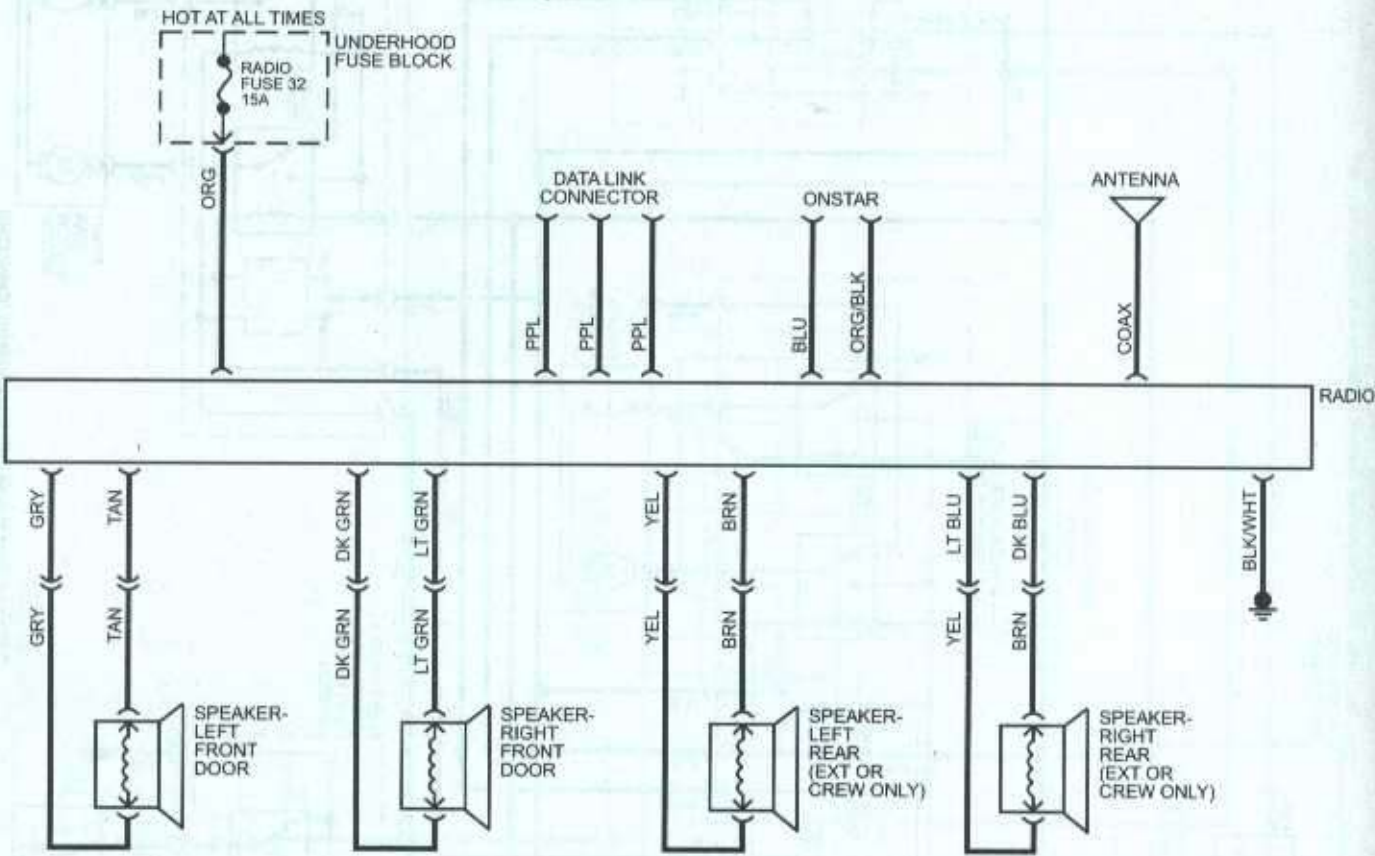 HOT AT ALL TIMES
UNDERHOOD
FUSE BLOCK
RADIO
FUSE 32
15A
ORG
DATA LINK
CONNECTOR
ONSTAR
ANTENNA
PPL
PPL
PPL
BLU
ORG/BLK
COAX
RADIO
GRY
TAN
DK GRN
LT GRN
YEL
BRN
LT BLU
DK BLU
BLK/WHT
GRY
TAN
DK GRN
LT GRN
YEL
BRN
YEL
BRN
SPEAKER-
LEFT
FRONT
DOOR
SPEAKER-
RIGHT
FRONT
DOOR
SPEAKER-
LEFT
REAR
(EXT OR
CREW ONLY)
SPEAKER-
RIGHT
REAR
(EXT OR
CREW ONLY)